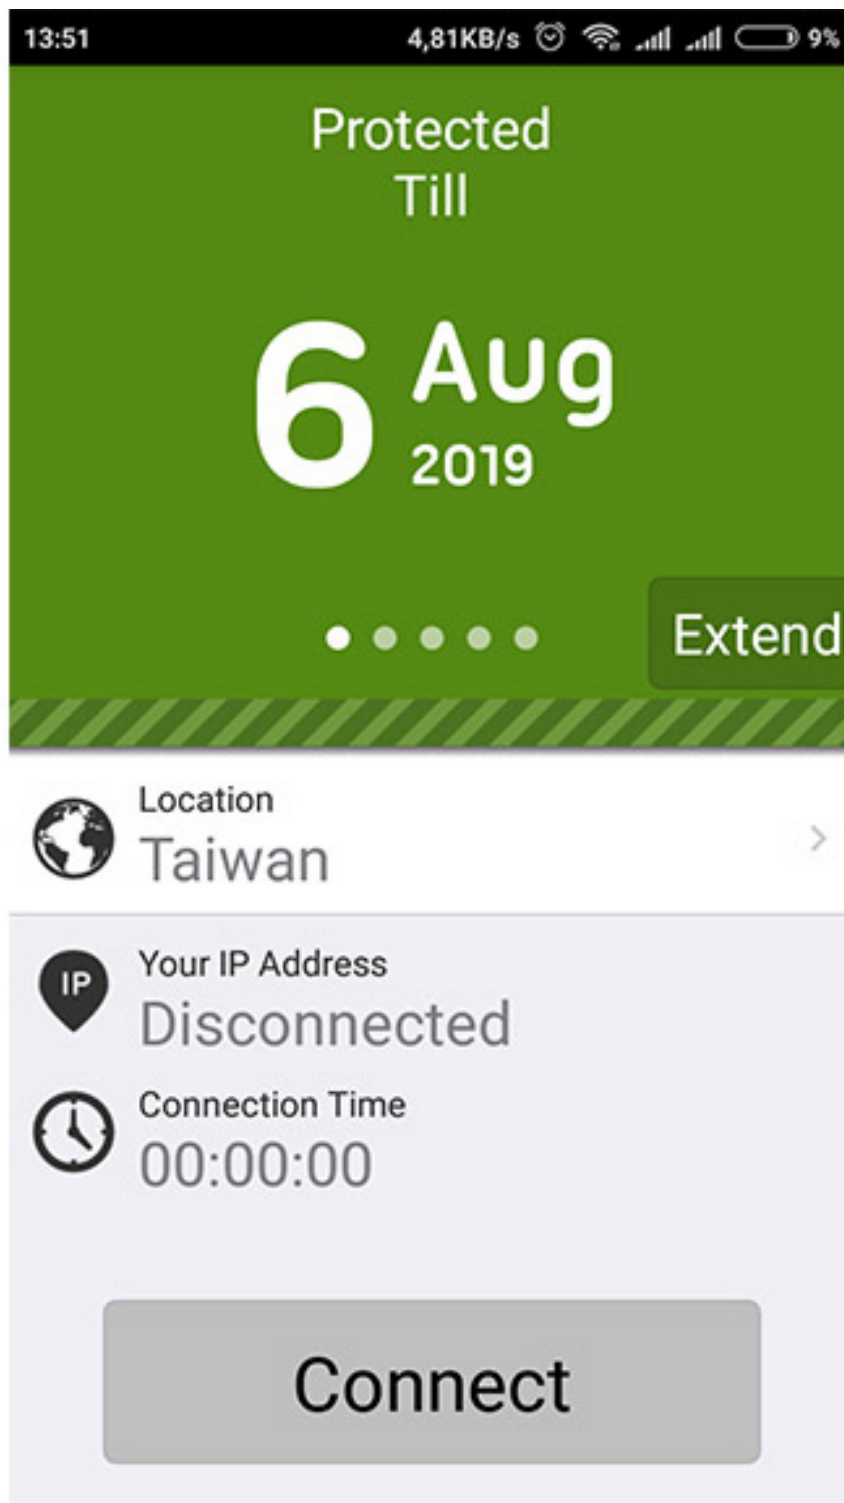 13:51 4,81KB/s 9%
Protected
Till
6 Aug
2019
Extend
Location
Taiwan
IP
Your IP Address
Disconnected
Connection Time
00:00:00
Connect